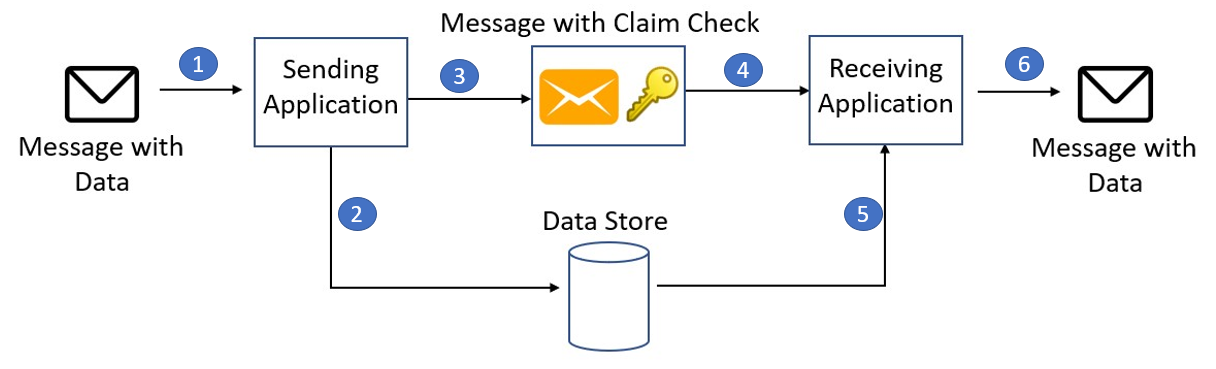 Message with Claim Check
1
Sending
Application
3
4
Receiving
Application
6
Message with
Data
Message with
Data
2
Data Store
5